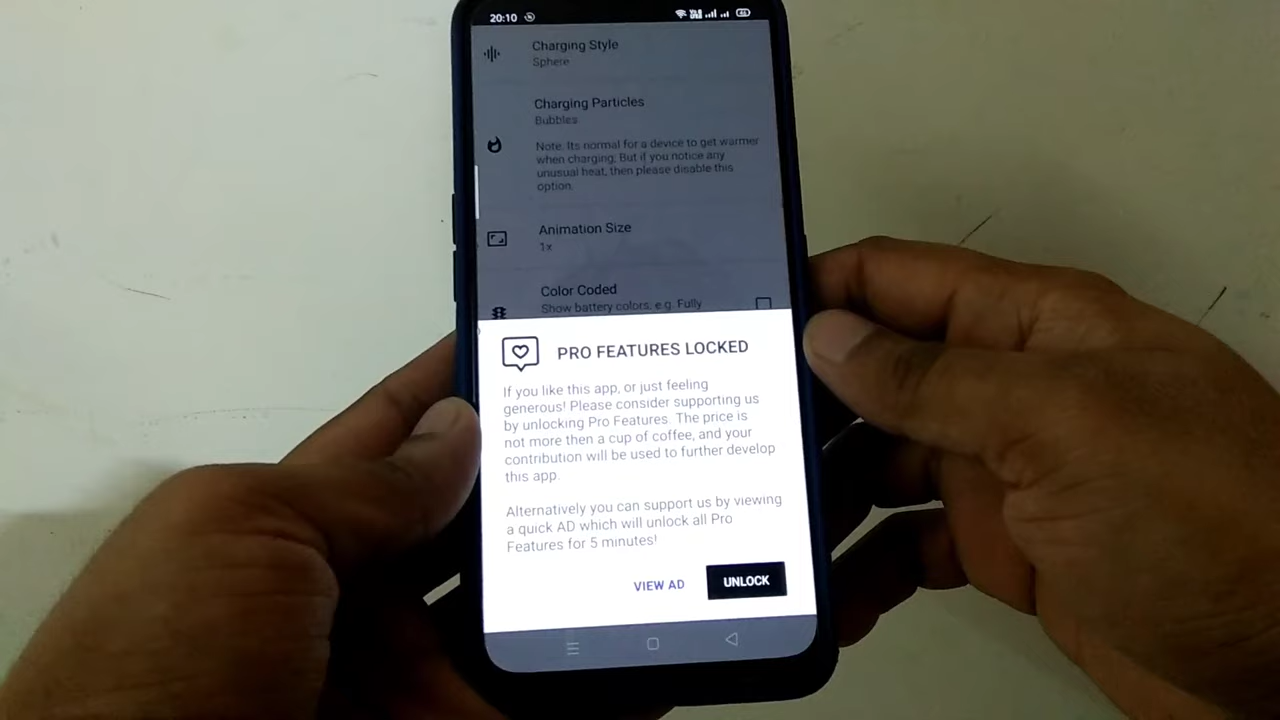 20:10
Charging Style
Sphere
Charging Particles
Bubbles
Note: Its normal for a device to get warmer
when charging; But if you notice any
unusual heat, then please disable this
option.
Animation Size
1x
Color Coded
Show battery colors: e.g. Fully
PRO FEATURES LOCKED
If you like this app, or just feeling
generous! Please consider supporting us
by unlocking Pro Features. The price is
not more then a cup of coffee, and your
contribution will be used to further develop
this app.
Alternatively you can support us by viewing
a quick AD which will unlock all Pro
Features for 5 minutes!
VIEW AD
UNLOCK